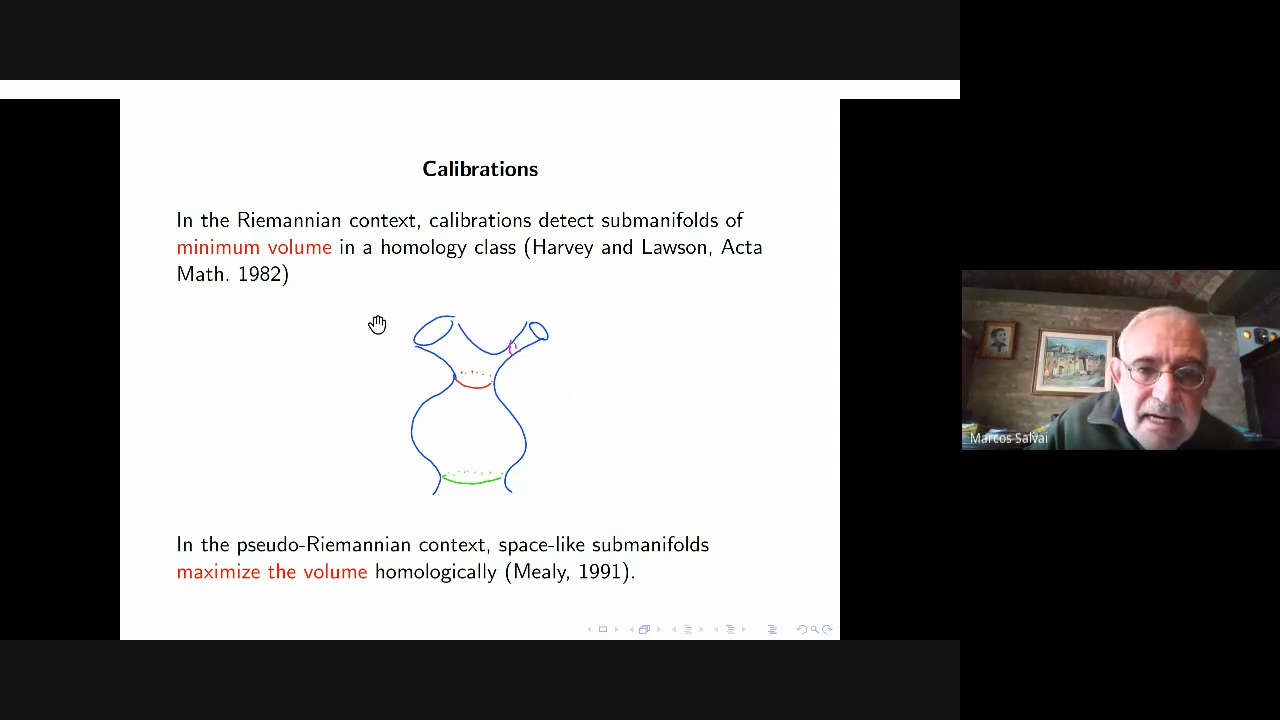 Calibrations
In the Riemannian context, calibrations detect submanifolds of
minimum volume in a homology class (Harvey and Lawson, Acta
Math. 1982)
In the pseudo-Riemannian context, space-like submanifolds
maximize the volume homologically (Mealy, 1991).
Marcos Salvai